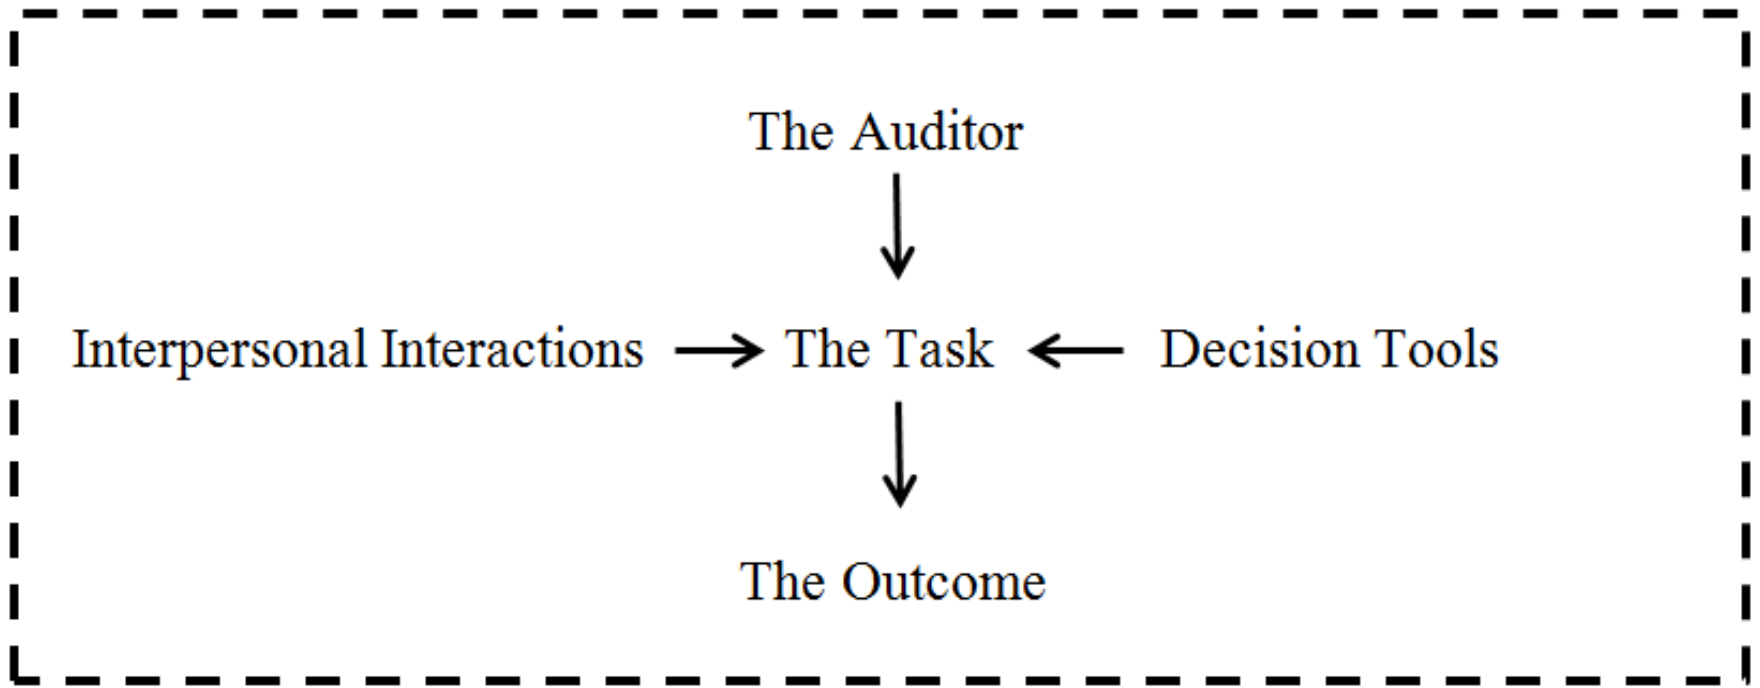 The Auditor
Interpersonal Interactions
The Task
Decision Tools
The Outcome